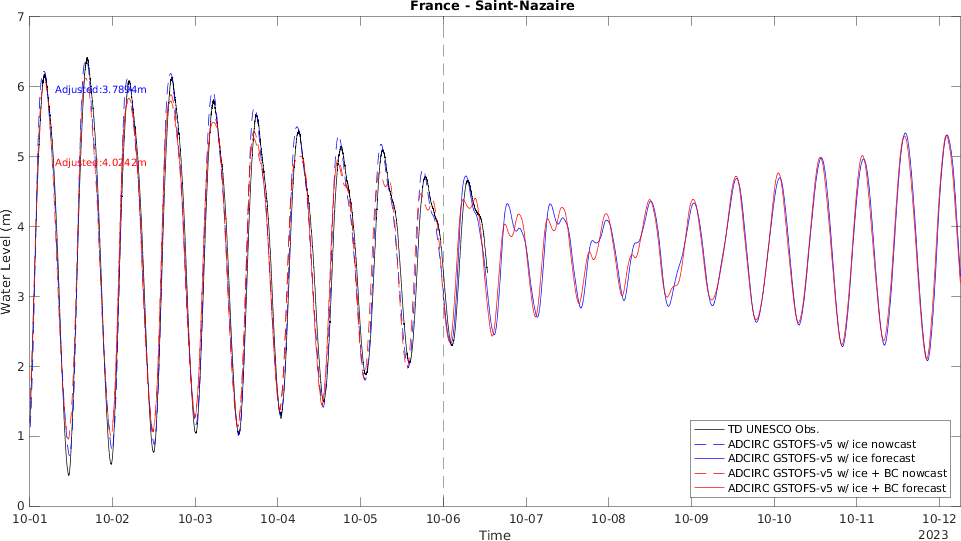 France - Saint-Nazaire
7
6
5
4
3
2
1
0
Water Level (m)
Adjusted:3.7894m
Adjusted:4.0242m
TD UNESCO Obs.
ADCIRC GSTOFS-v5 w/ ice nowcast
ADCIRC GSTOFS-v5 w/ ice forecast
ADCIRC GSTOFS-v5 w/ ice + BC nowcast
ADCIRC GSTOFS-v5 w/ ice + BC forecast
10-01 10-02 10-03 10-04 10-05 10-06 10-07 10-08 10-09 10-10 10-11 10-12
Time
2023